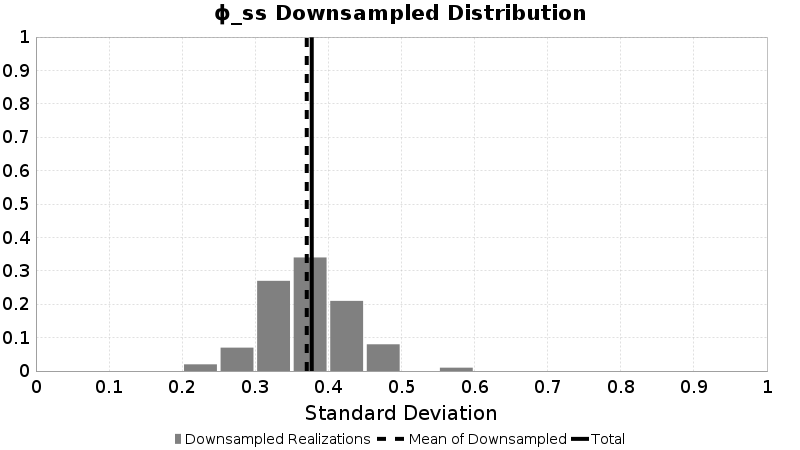 ϕ_ss Downsampled Distribution
1
0.9
0.8
0.7
0.6
0.5
0.4
0.3
0.2
0.1
0
0 0.1 0.2 0.3 0.4 0.5 0.6 0.7 0.8 0.9 1
Standard Deviation
Downsampled Realizations Mean of Downsampled Total